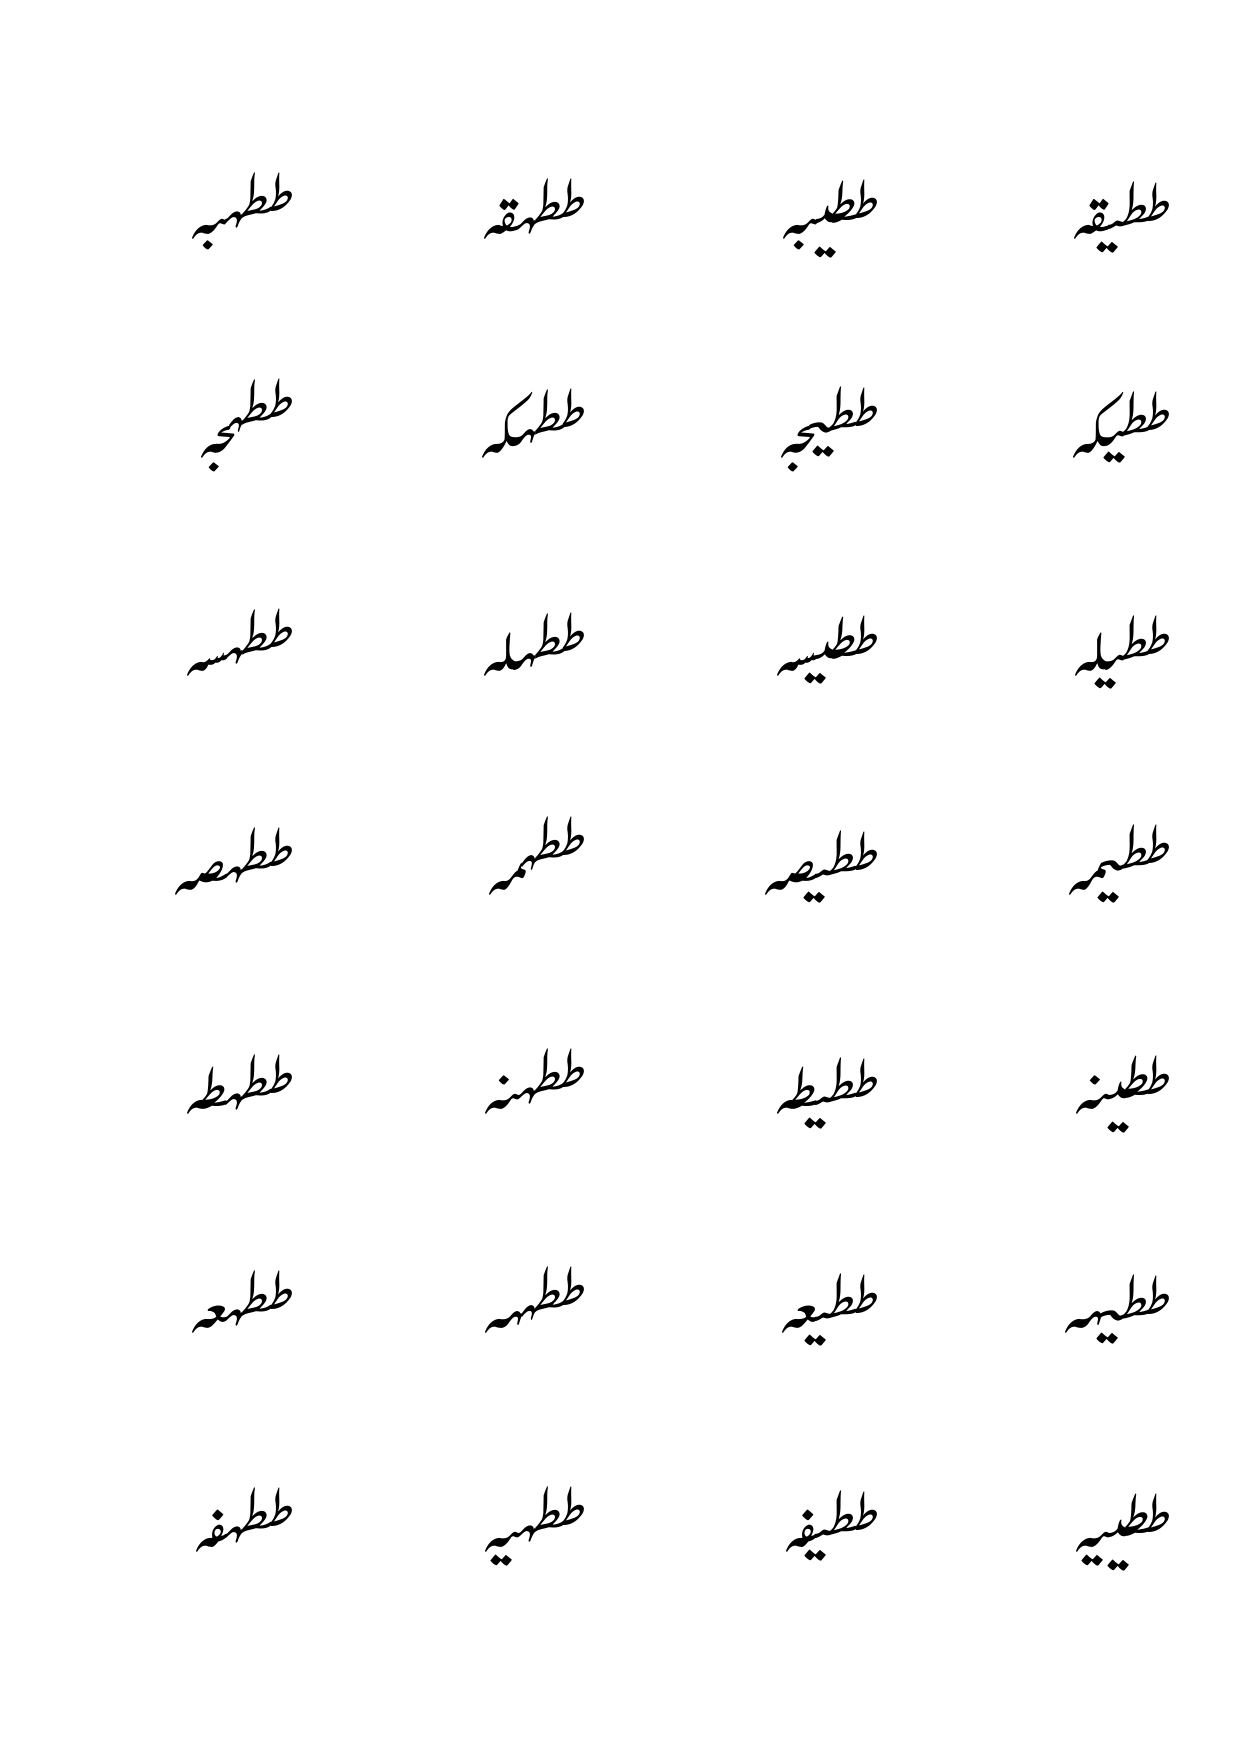 ططيقه ططيبه ططهقه ططهبه
ططيكه ططيجه ططهكه ططهجه
ططيله ططيسه ططهله ططهسه
ططيمه ططيصه ططهمه ططهصه
ططينه ططيطه ططهنه ططهطه
ططيهه ططيعه ططههه ططهعه
ططييه ططيفه ططهيه ططهفه